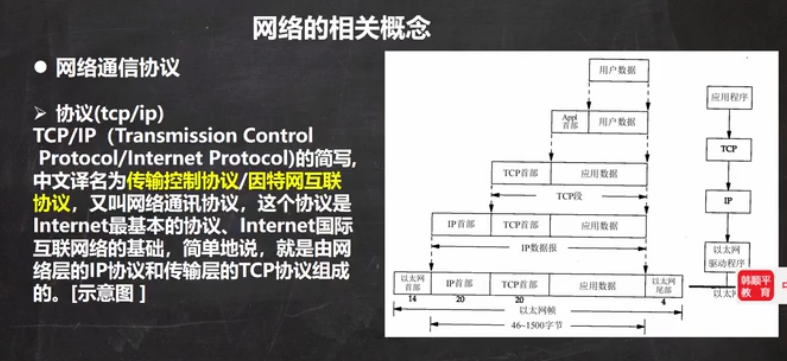 网络的相关概念
● 网络通信协议
➢ 协议(tcp/ip)
TCP/IP（Transmission Control
Protocol/Internet Protocol)的简写,
中文译名为传输控制协议/因特网互联
协议，又叫网络通讯协议，这个协议是
Internet最基本的协议、Internet国际
互联网络的基础，简单地说，就是由网
络层的IP协议和传输层的TCP协议组成
的。[示意图 ]
用户数据
Appl
首部
用户数据
TCP首部
应用数据
TCP段
IP首部
TCP首部
应用数据
IP数据报
以太网
首部
IP首部
TCP首部
应用数据
以太网
尾部
14
20
20
4
以太网帧
46~1500字节
应用程序
TCP
IP
以太网
驱动程序
以太
韩顺平
教育